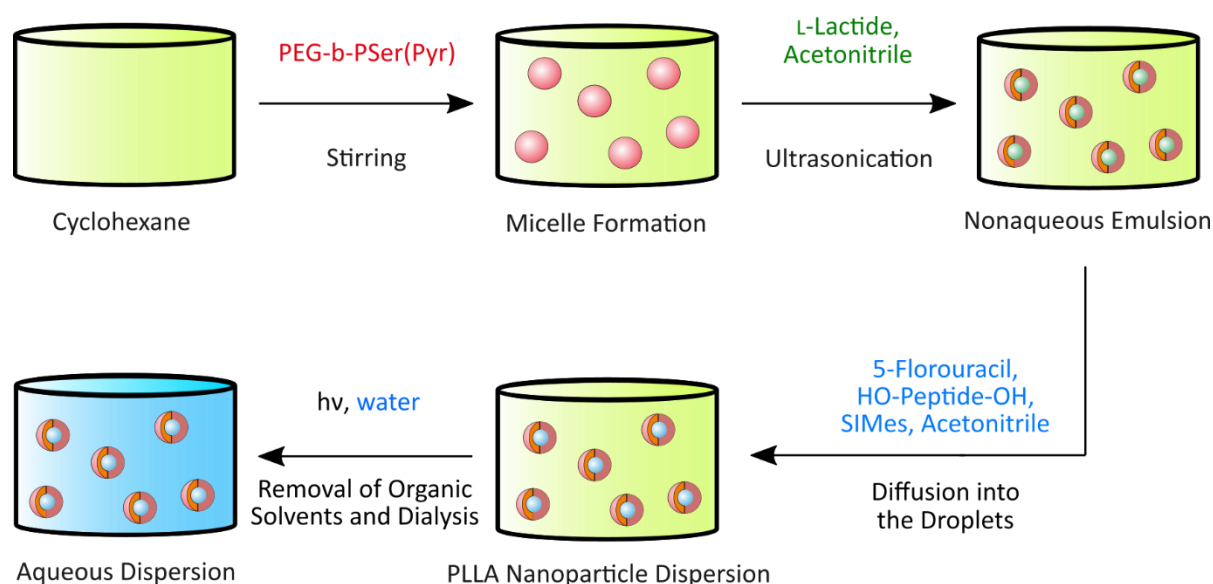 PEG-b-PSer(Pyr)
Stirring
L-Lactide,
Acetonitrile
Ultrasonication
Cyclohexane
Micelle Formation
Nonaqueous Emulsion
5-Florouracil,
HO-Peptide-OH,
SIMes, Acetonitrile
Diffusion into
the Droplets
hν, water
Removal of Organic
Solvents and Dialysis
Aqueous Dispersion
PLLA Nanoparticle Dispersion